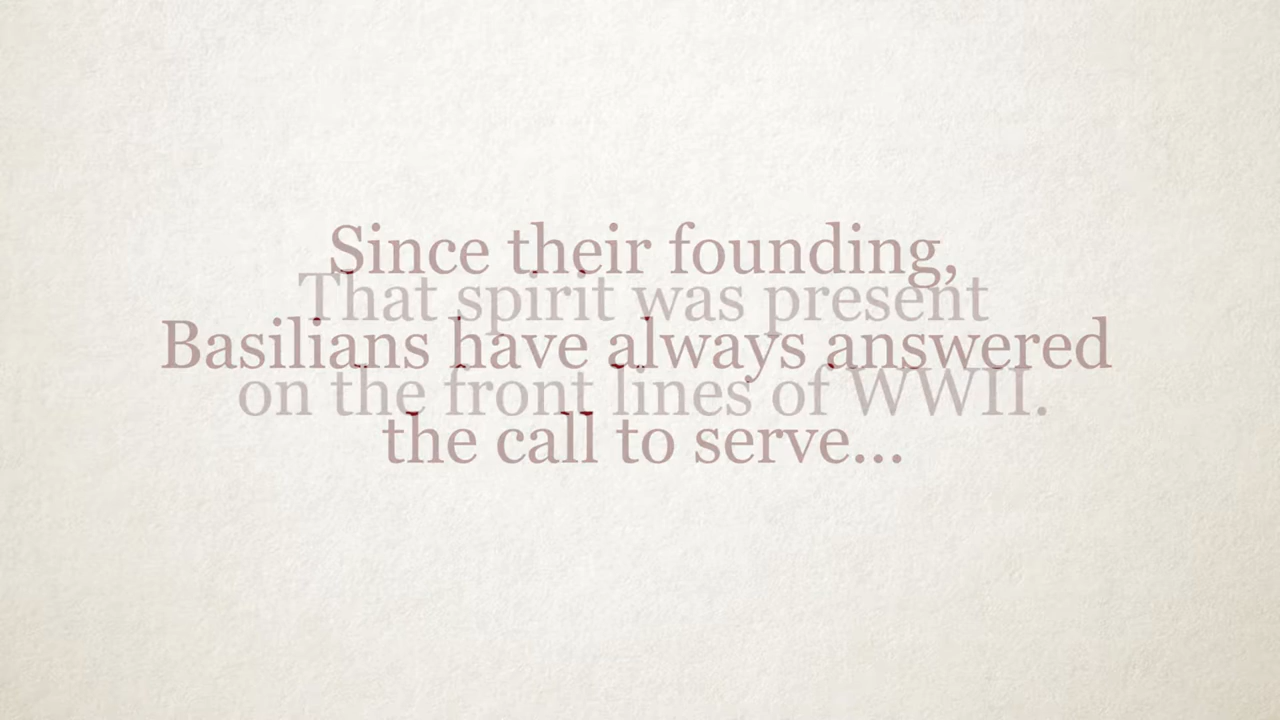 Since their founding,
Basilians have always answered
the call to serve...
That spirit was present
on the front lines of WWII.